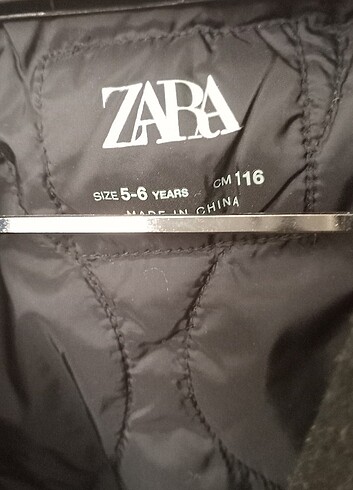 ZARA
SIZE 5-6 YEARS CM 116
MADE IN CHINA